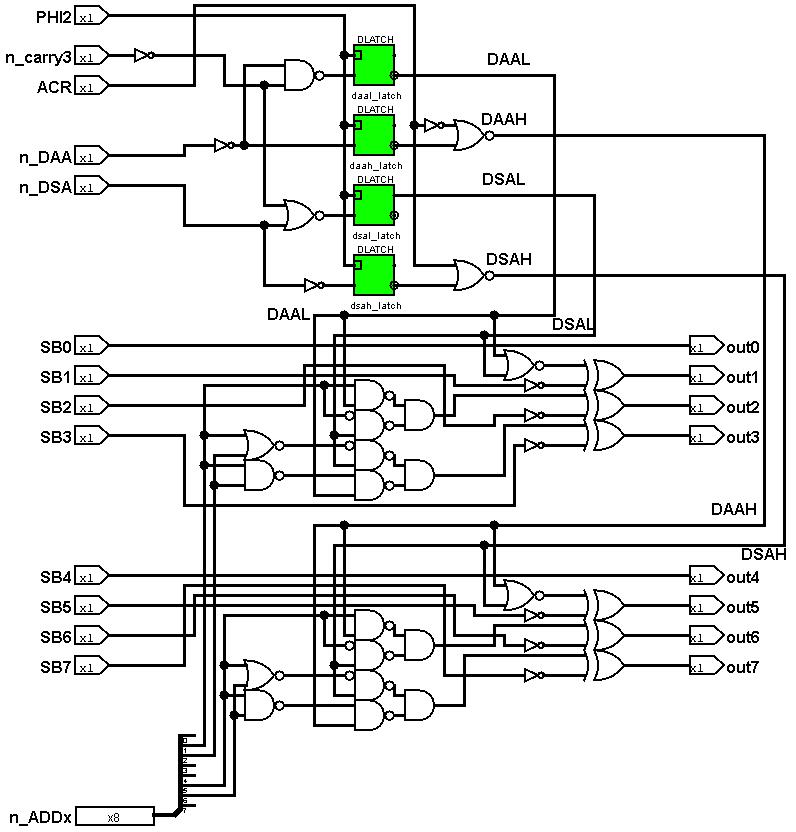 PHI2 x1
DLATCH
DAAL
n_carry3 x1
ACR x1
daal_latch
DLATCH
DAAH
n_DAA x1
daah_latch
DLATCH
DSAL
n_DSA x1
dsal_latch
DLATCH
DSAH
dsah_latch
DAAL
DSAL
SB0 x1
x1 out0
SB1 x1
x1 out1
SB2 x1
x1 out2
SB3 x1
x1 out3
DAAH
DSAH
SB4 x1
x1 out4
SB5 x1
x1 out5
SB6 x1
x1 out6
SB7 x1
x1 out7
0
1
2
3
4
5
6
7
n_ADDx x8